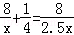 8/x + 1/4 = 8/2.5x